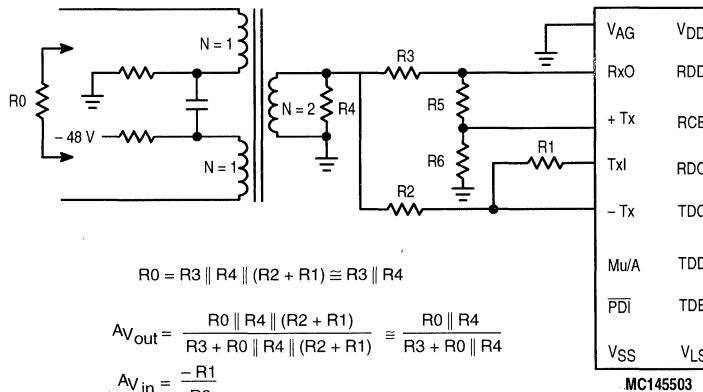 N = 1
R0
– 48 V
N = 1
N = 2
R4
R3
R5
R6
R2
R1
VAG
RxO
+ Tx
TxI
– Tx
Mu/A
PDI
VSS
VDD
RDD
RCE
RDC
TDC
TDD
TDE
VLS
MC145503
R0 = R3 || R4 || (R2 + R1) ≅ R3 || R4
AVout = R0 || R4 || (R2 + R1) / R3 + R0 || R4 || (R2 + R1) ≅ R0 || R4 / R3 + R0 || R4
AVin = – R1 / R2